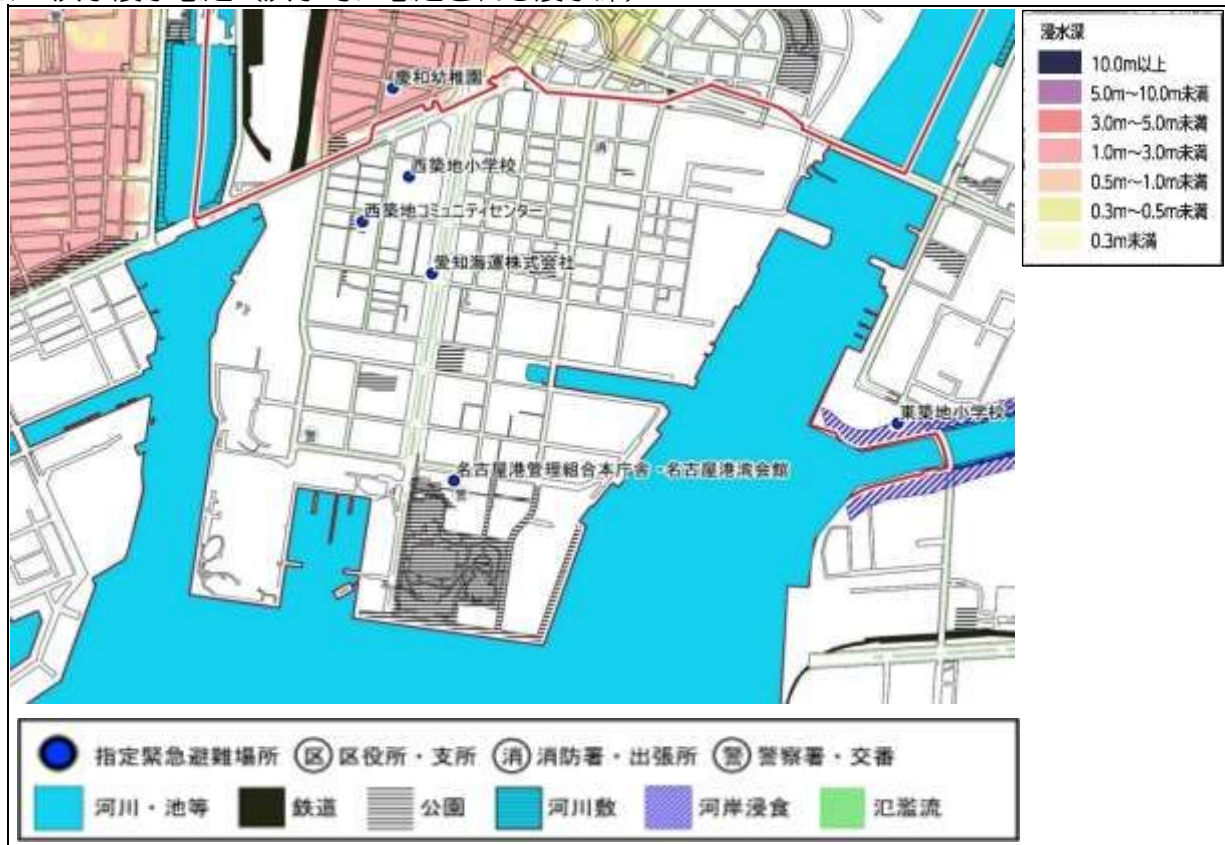 慶和幼稚園
西築地小学校
消
西築地コミュニティセンター
愛知海運株式会社
東築地小学校
名古屋港管理組合本庁舎・名古屋港湾会館
浸水深
10.0m以上
5.0m～10.0m未満
3.0m～5.0m未満
1.0m～3.0m未満
0.5m～1.0m未満
0.3m～0.5m未満
0.3m未満
指定緊急避難場所 区 区役所・支所 消 消防署・出張所 警 警察署・交番
河川・池等 鉄道 公園 河川敷 河岸浸食 氾濫流